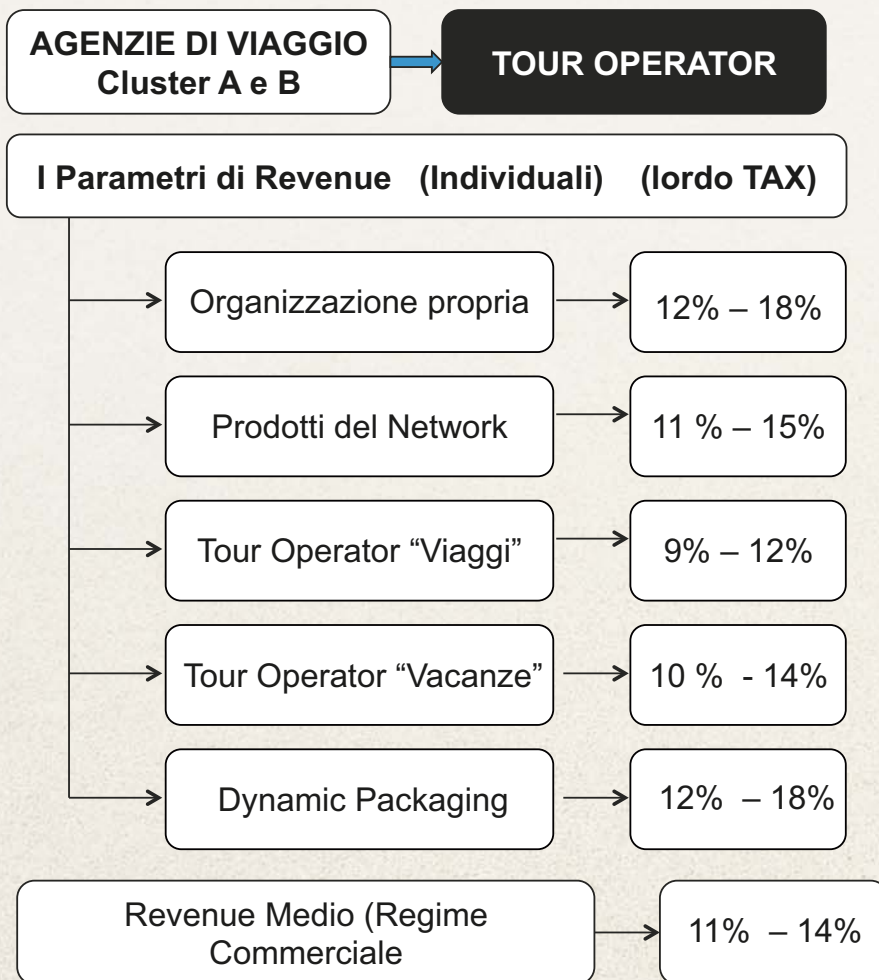 AGENZIE DI VIAGGIO
Cluster A e B
TOUR OPERATOR
I Parametri di Revenue (Individuali) (lordo TAX)
Organizzazione propria
12% – 18%
Prodotti del Network
11 % – 15%
Tour Operator “Viaggi”
9% – 12%
Tour Operator “Vacanze”
10 % - 14%
Dynamic Packaging
12% – 18%
Revenue Medio (Regime
Commerciale
11% – 14%